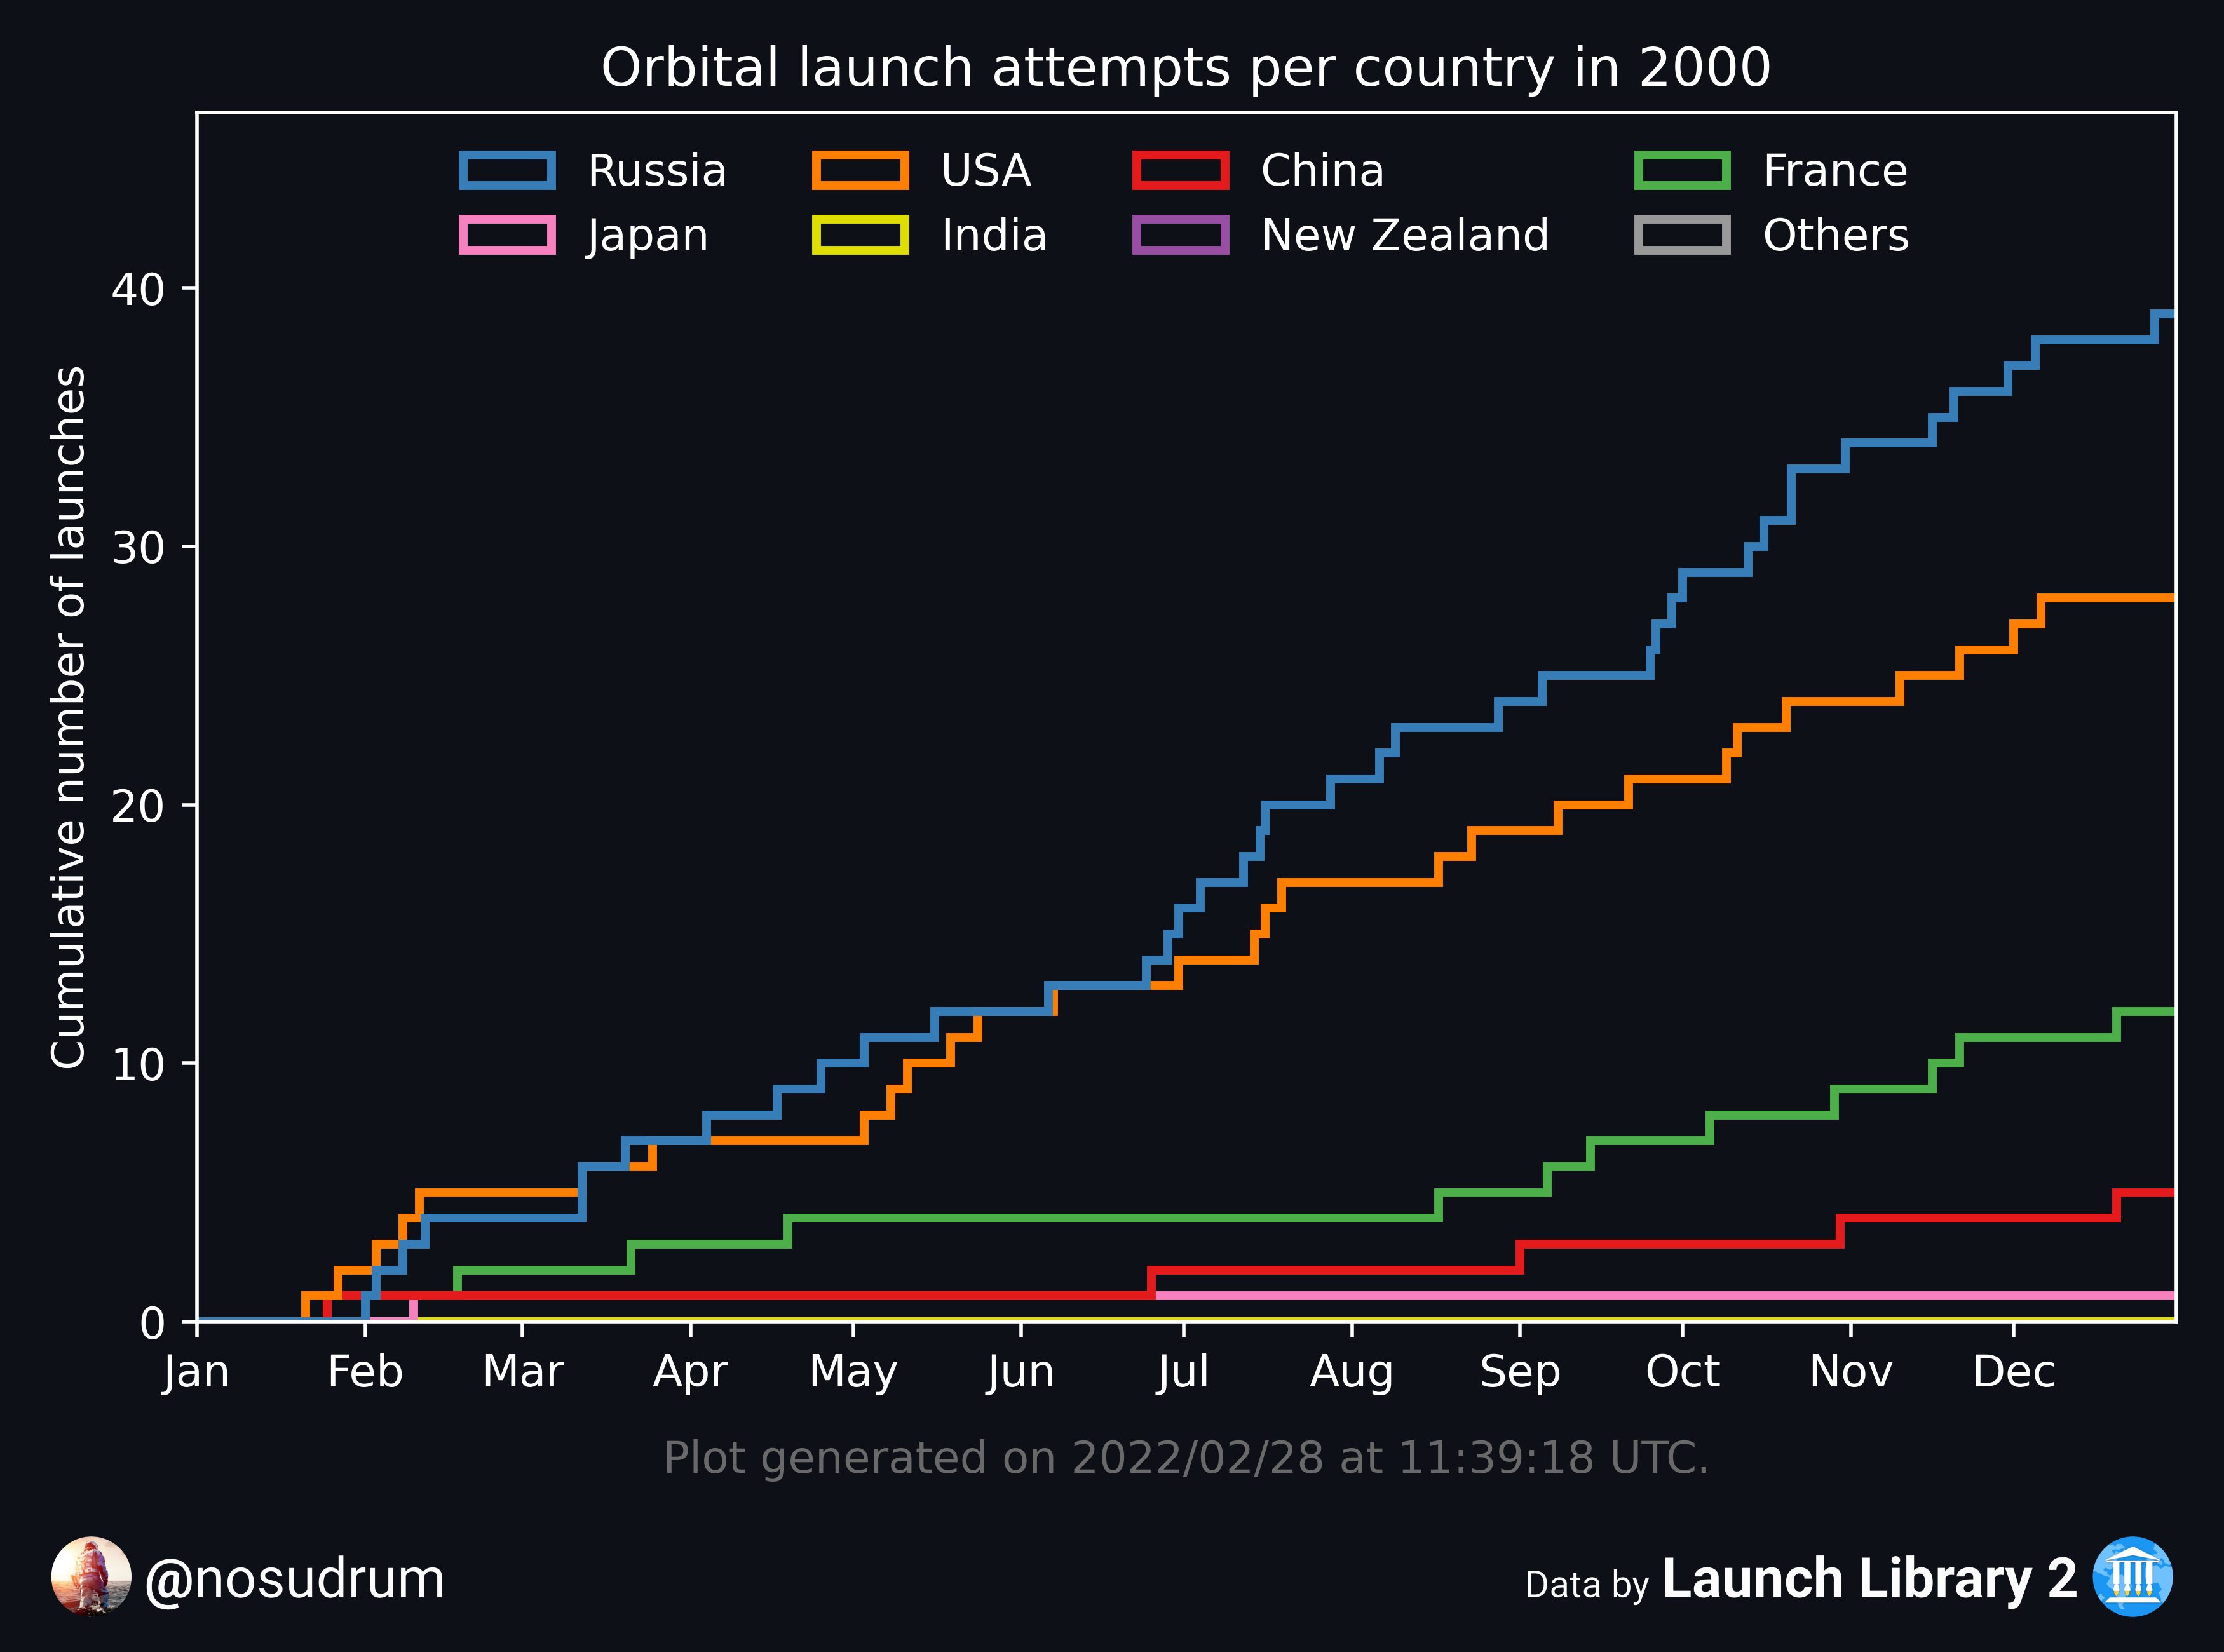 Orbital launch attempts per country in 2000
Russia USA China France
Japan India New Zealand Others
Cumulative number of launches
40
30
20
10
0
Jan Feb Mar Apr May Jun Jul Aug Sep Oct Nov Dec
Plot generated on 2022/02/28 at 11:39:18 UTC.
@nosudrum
Data by Launch Library 2